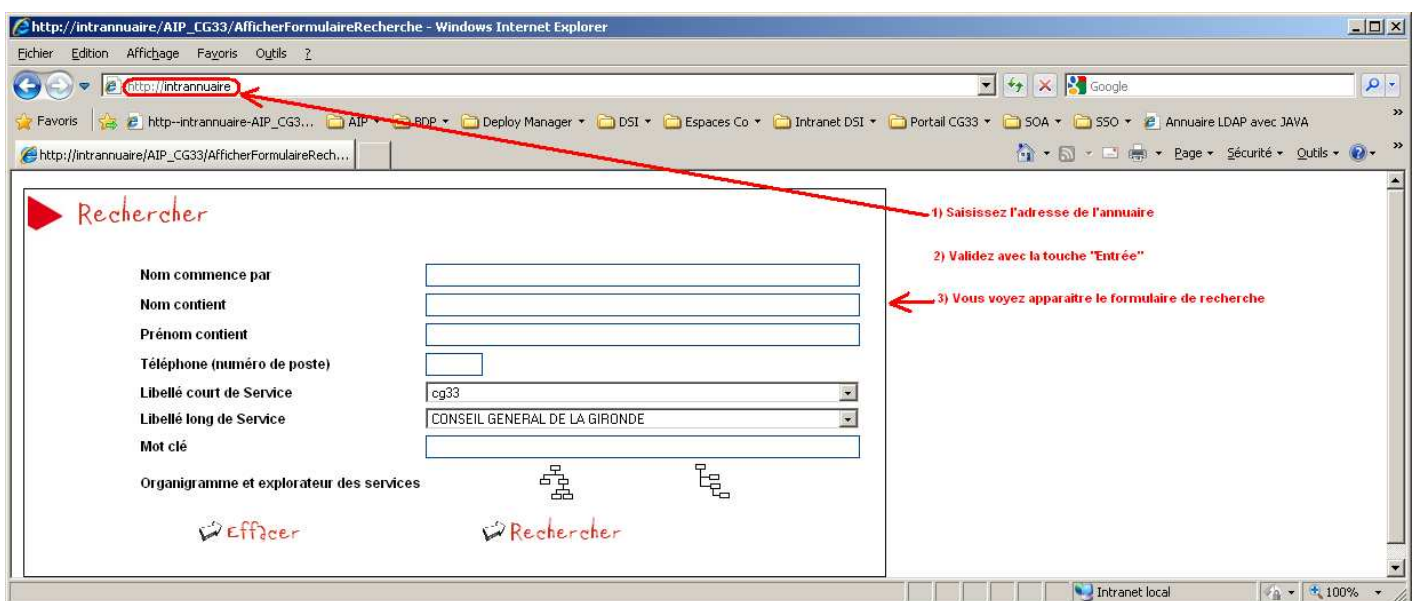 http://intrannuaire/AIP_CG33/AfficherFormulaireRecherche - Windows Internet Explorer
Fichier Edition Affichage Favoris Outils ?
http://intrannuaire Google
Favoris http--intrannuaire-AIP_CG3... AIP BDP Deploy Manager DSI Espaces Co Intranet DSI Portail CG33 SOA SSO Annuaire LDAP avec JAVA »
http://intrannuaire/AIP_CG33/AfficherFormulaireRech... Page Sécurité Outils »
Rechercher
1) Saisissez l'adresse de l'annuaire
2) Validez avec la touche "Entrée"
3) Vous voyez apparaitre le formulaire de recherche
Nom commence par
Nom contient
Prénom contient
Téléphone (numéro de poste)
Libellé court de Service cg33
Libellé long de Service CONSEIL GENERAL DE LA GIRONDE
Mot clé
Organigramme et explorateur des services
Effacer Rechercher
Intranet local 100%